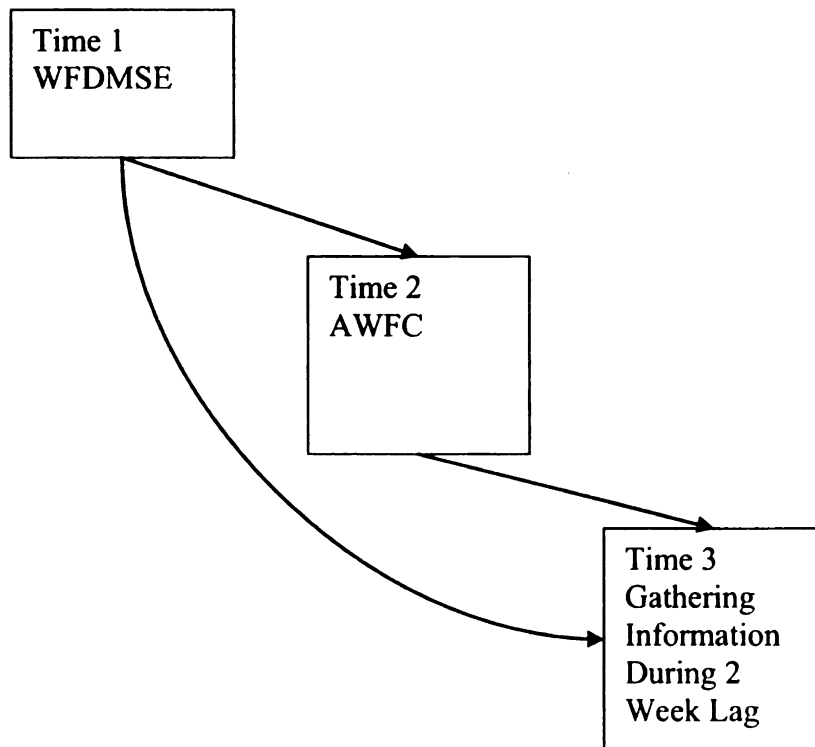 Time 1
WFDMSE
Time 2
AWFC
Time 3
Gathering
Information
During 2
Week Lag